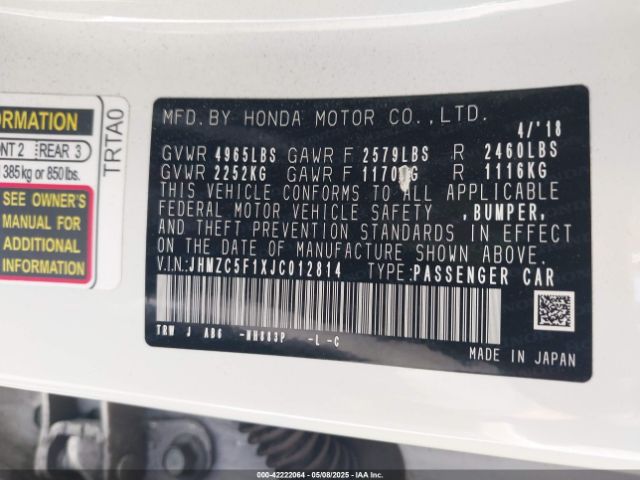 ORMATION
NT 2 REAR 3
385 kg or 850 lbs.
SEE OWNER'S
MANUAL FOR
ADDITIONAL
INFORMATION
TRTA0
MFD. BY HONDA MOTOR CO., LTD.
4/'18
GVWR 4965LBS GAWR F 2579LBS R 2460LBS
GVWR 2252KG GAWR F 1170KG R 1116KG
THIS VEHICLE CONFORMS TO ALL APPLICABLE
FEDERAL MOTOR VEHICLE SAFETY ,BUMPER,
AND THEFT PREVENTION STANDARDS IN EFFECT
ON THE DATE OF MANUFACTURE SHOWN ABOVE.
V.I.N.: JHMZC5F1XJC012814 TYPE: PASSENGER CAR
TRW J AB6 -NH883P -L -C
MADE IN JAPAN
000-42222064 | 05/08/2025 - IAA Inc.